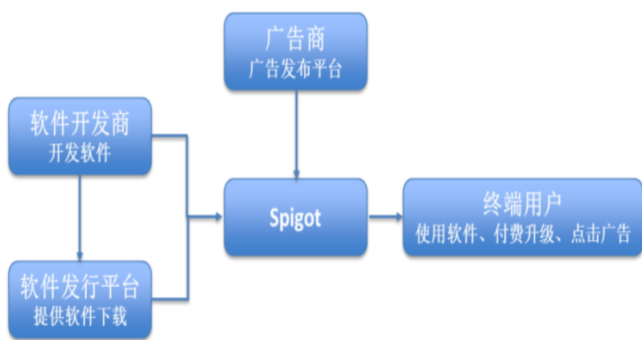 广告商
广告发布平台
软件开发商
开发软件
Spigot
终端用户
使用软件、付费升级、点击广告
软件发行平台
提供软件下载